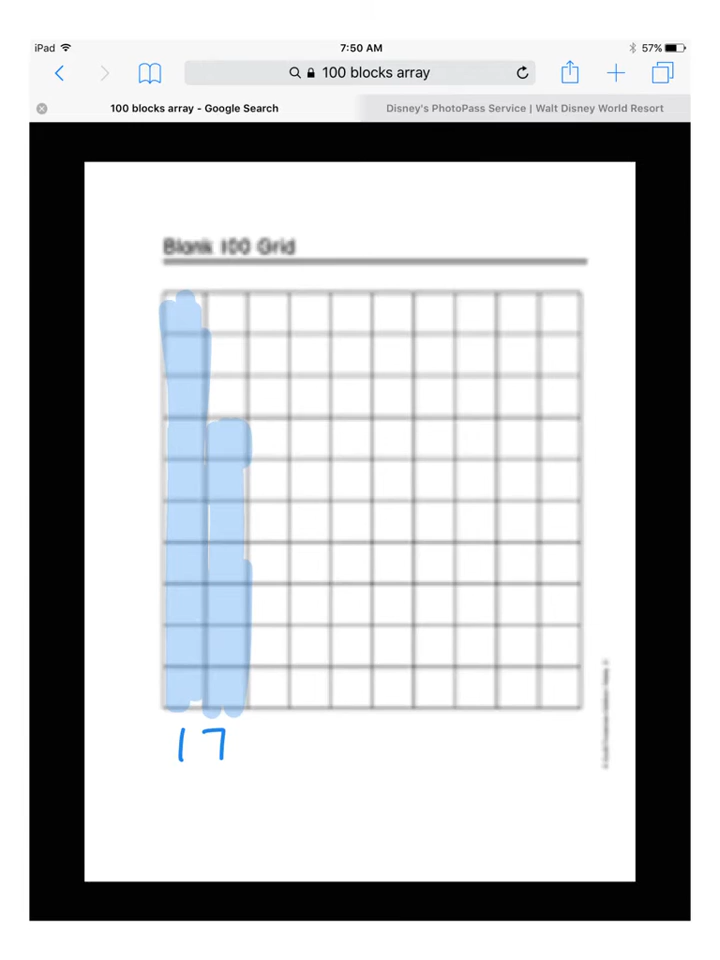 iPad 7:50 AM 57%
100 blocks array
100 blocks array - Google Search Disney's PhotoPass Service | Walt Disney World Resort
Blank 100 Grid
17